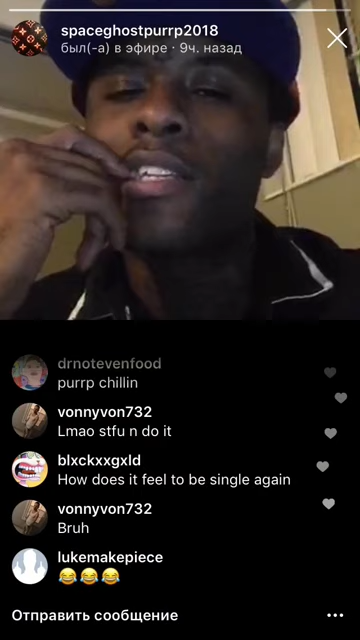 spaceghostpurrp2018
был(-а) в эфире · 9ч. назад
drnotevenfood
purrp chillin
vonnyvon732
Lmao stfu n do it
blxckxxgxld
How does it feel to be single again
vonnyvon732
Bruh
lukemakepiece
😂😂😂
Отправить сообщение